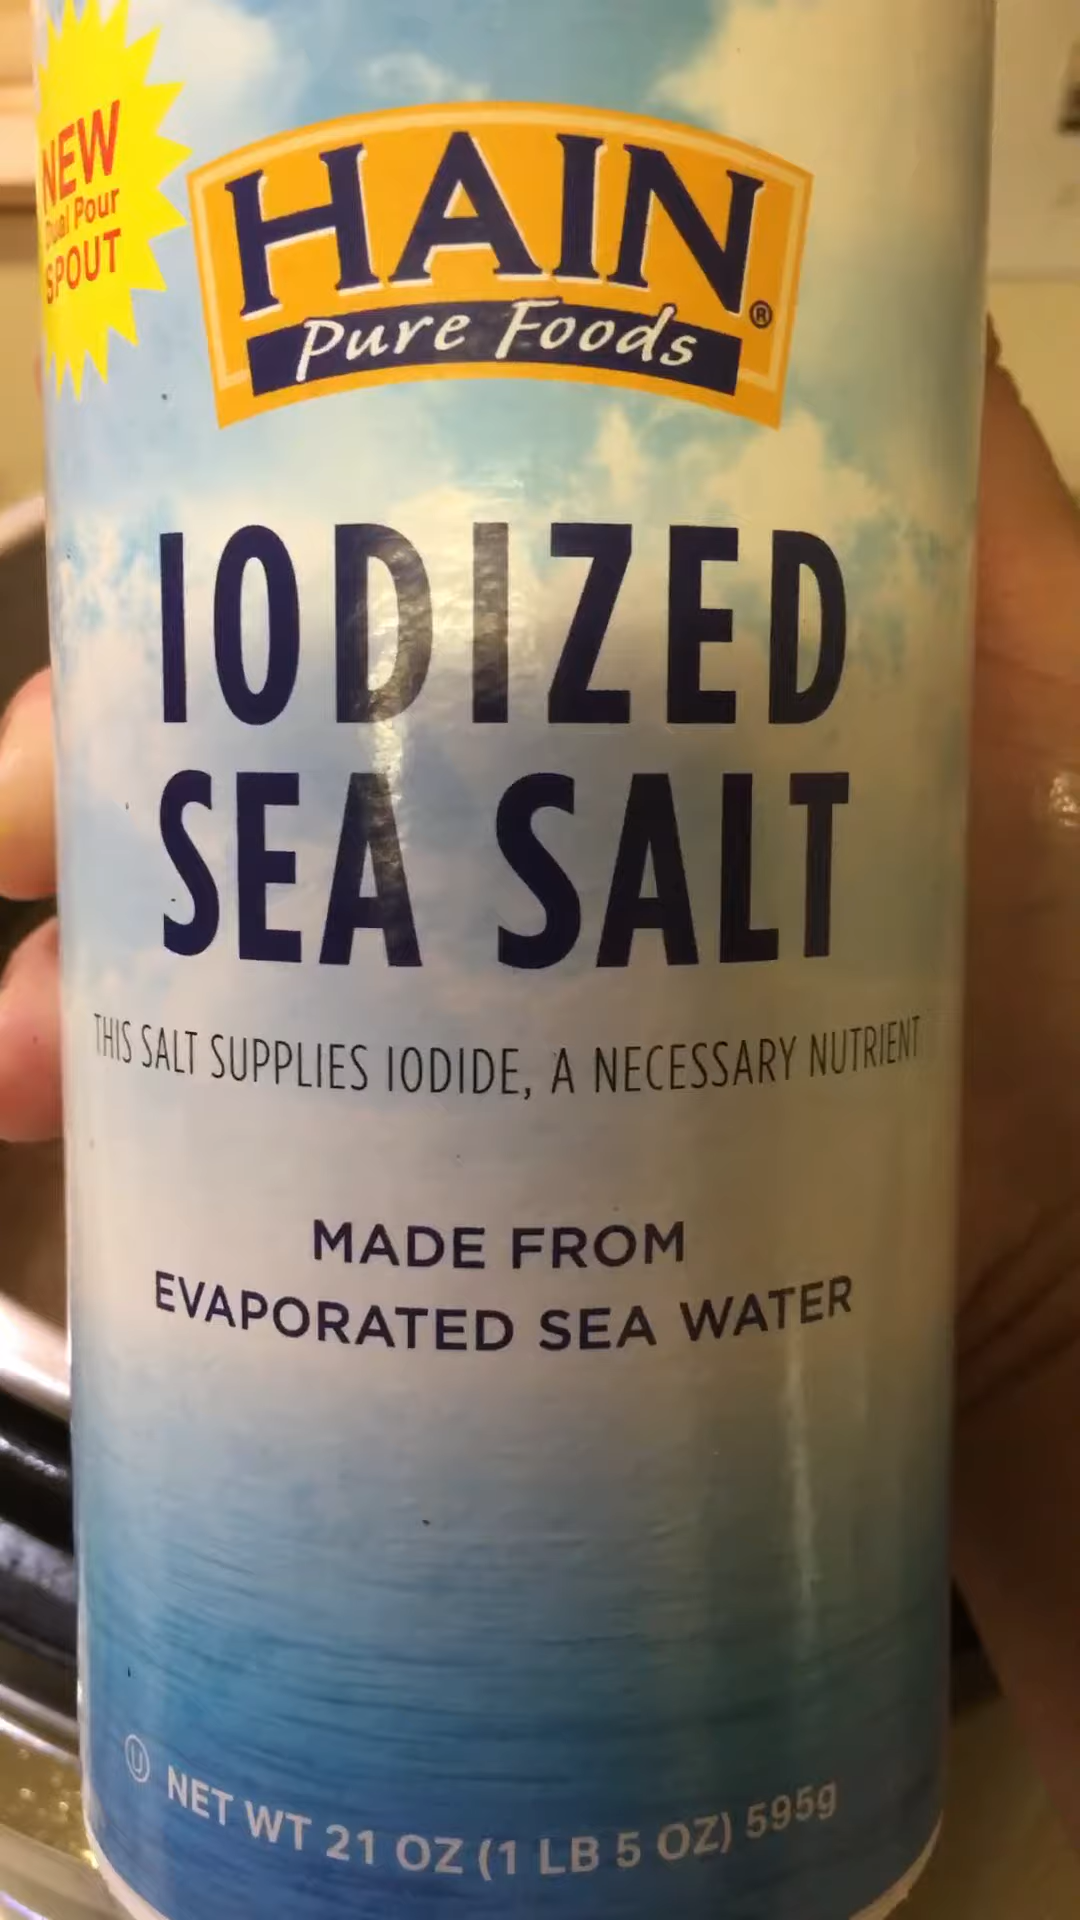 NEW
Dual Pour
SPOUT
HAIN
Pure Foods®
IODIZED
SEA SALT
THIS SALT SUPPLIES IODIDE, A NECESSARY NUTRIENT
MADE FROM
EVAPORATED SEA WATER
U NET WT 21 OZ (1 LB 5 OZ) 595g